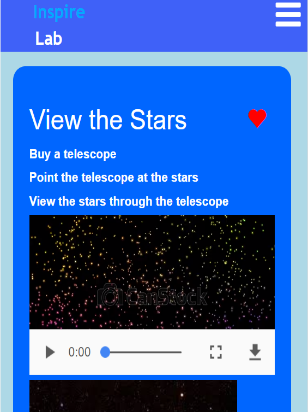 Inspire
Lab
View the Stars
Buy a telescope
Point the telescope at the stars
View the stars through the telescope
CanStock
0:00